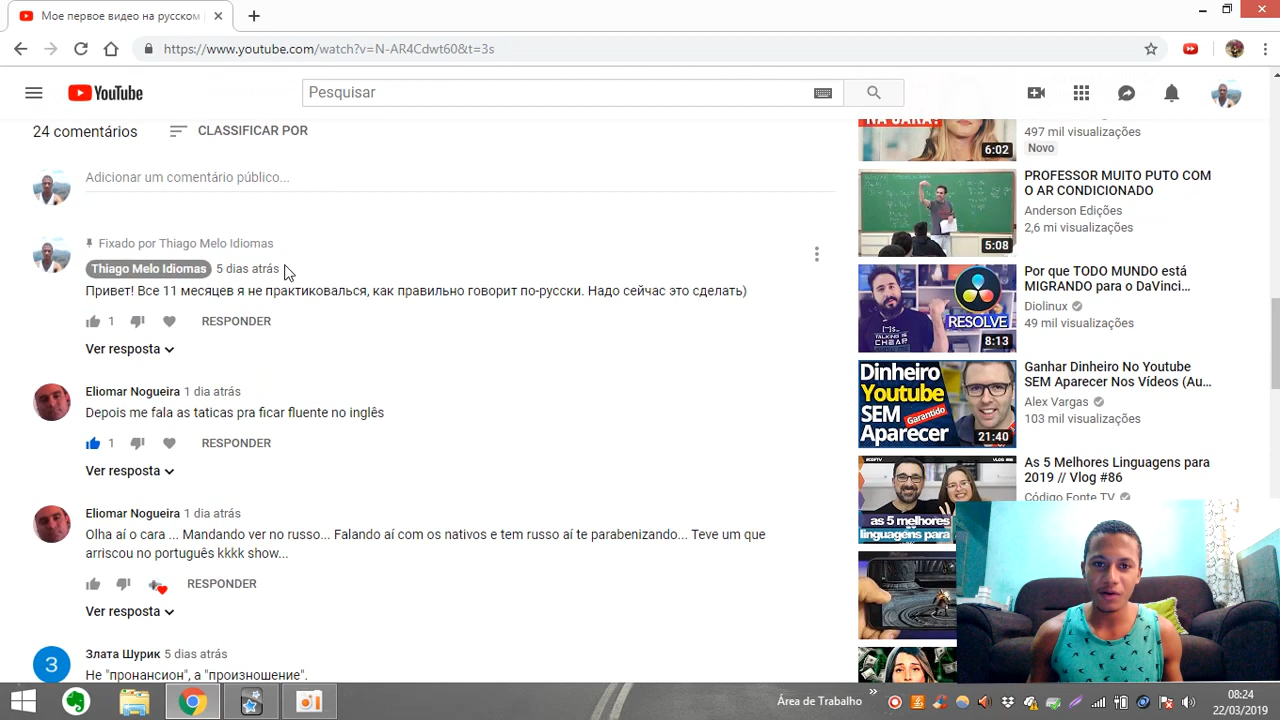 Мое первое видео на русском
https://www.youtube.com/watch?v=N-AR4Cdwt60&t=3s
YouTube
Pesquisar
24 comentários
CLASSIFICAR POR
Adicionar um comentário público...
Fixado por Thiago Melo Idiomas
Thiago Melo Idiomas 5 dias atrás
Привет! Все 11 месяцев я не как правильно говорит по-русски. Надо сейчас это сделать)
1
RESPONDER
Ver resposta
Eliomar Nogueira 1 dia atrás
Depois me fala as taticas pra ficar fluente no inglês
1
RESPONDER
Ver resposta
Eliomar Nogueira 1 dia atrás
Olha aí o cara... Mandando ver no russo... Falando aí com os nativos e tem russo aí te parabenizando... Teve um que
arriscou no português kkkk show...
RESPONDER
Ver resposta
З
Злата Шурик 5 dias atrás
Не "пронансион", а "произношение".
NA CARA?
6:02
497 mil visualizações
Novo
5:08
PROFESSOR MUITO PUTO COM
O AR CONDICIONADO
Anderson Edições
2,6 mi visualizações
TALKING IS
CHEAP
RESOLVE
8:13
Por que TODO MUNDO está
MIGRANDO para o DaVinci...
Diolinux
49 mil visualizações
Dinheiro
Youtube
SEM
Garantido
Aparecer
21:40
Ganhar Dinheiro No Youtube
SEM Aparecer Nos Vídeos (Au...
Alex Vargas
103 mil visualizações
as 5 melhores
linguagens para
As 5 Melhores Linguagens para
2019 // Vlog #86
Código Fonte TV
Área de Trabalho
08:24
22/03/2019